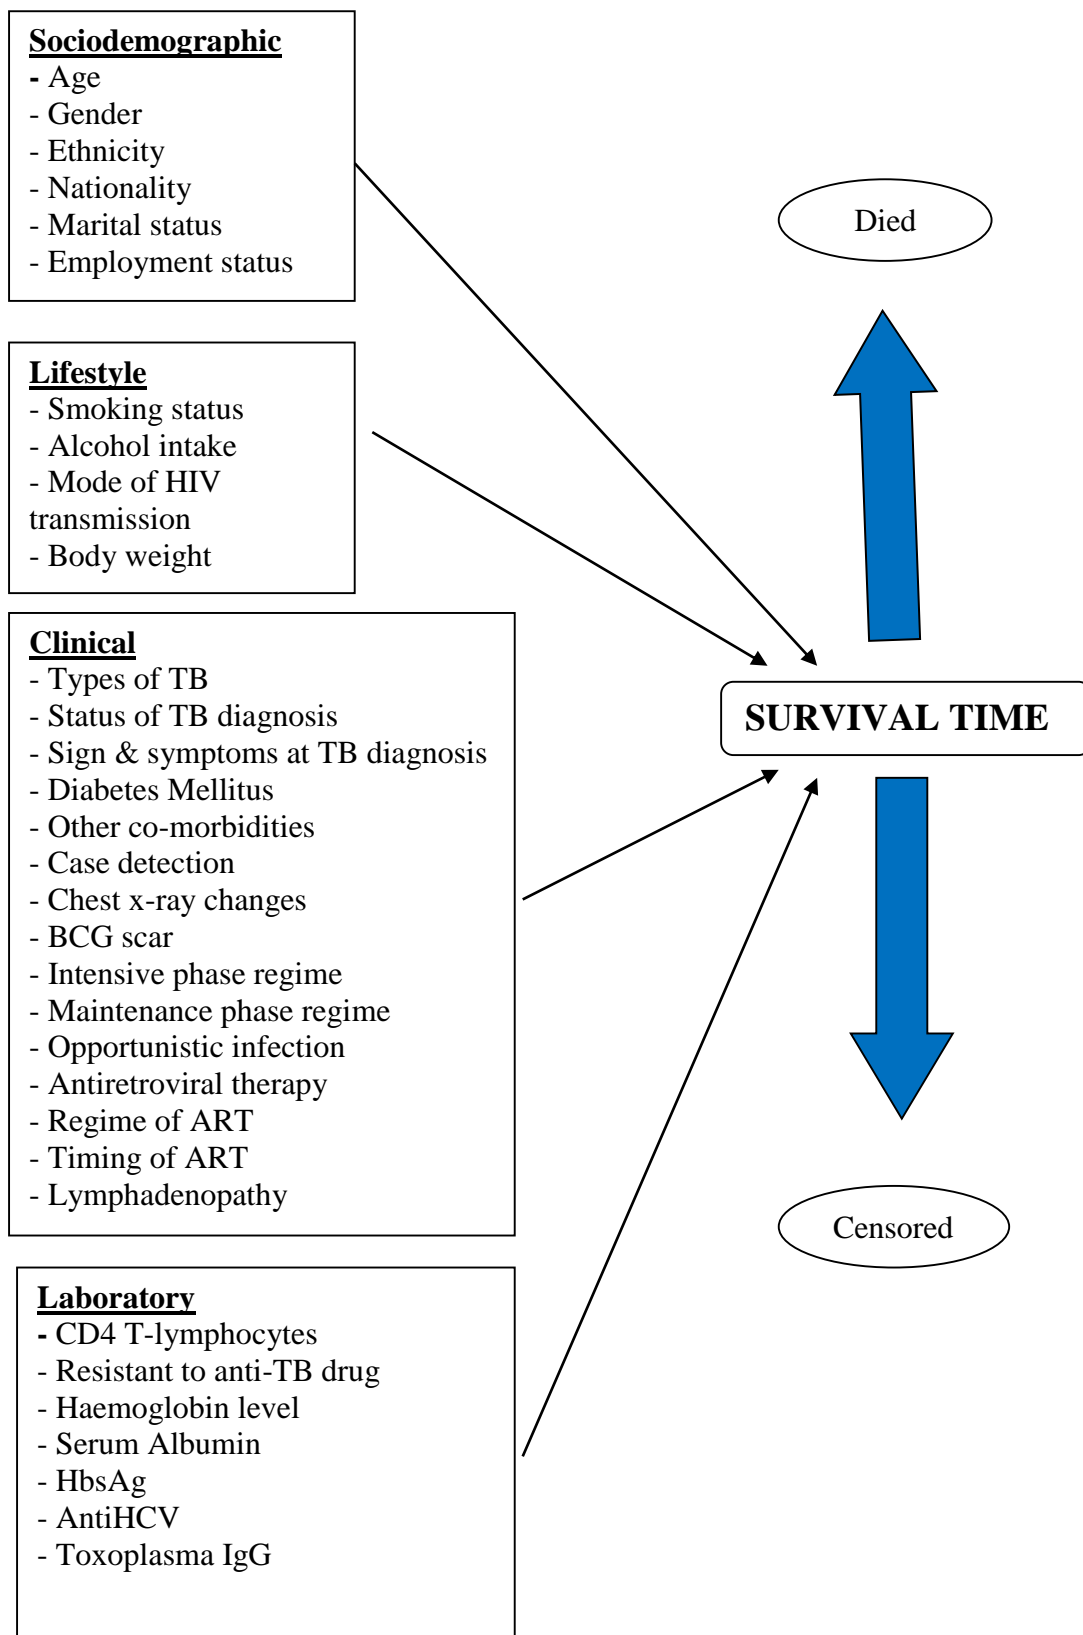 Sociodemographic
- Age
- Gender
- Ethnicity
- Nationality
- Marital status
- Employment status
Lifestyle
- Smoking status
- Alcohol intake
- Mode of HIV
transmission
- Body weight
Clinical
- Types of TB
- Status of TB diagnosis
- Sign & symptoms at TB diagnosis
- Diabetes Mellitus
- Other co-morbidities
- Case detection
- Chest x-ray changes
- BCG scar
- Intensive phase regime
- Maintenance phase regime
- Opportunistic infection
- Antiretroviral therapy
- Regime of ART
- Timing of ART
- Lymphadenopathy
Laboratory
- CD4 T-lymphocytes
- Resistant to anti-TB drug
- Haemoglobin level
- Serum Albumin
- HbsAg
- AntiHCV
- Toxoplasma IgG
Died
SURVIVAL TIME
Censored